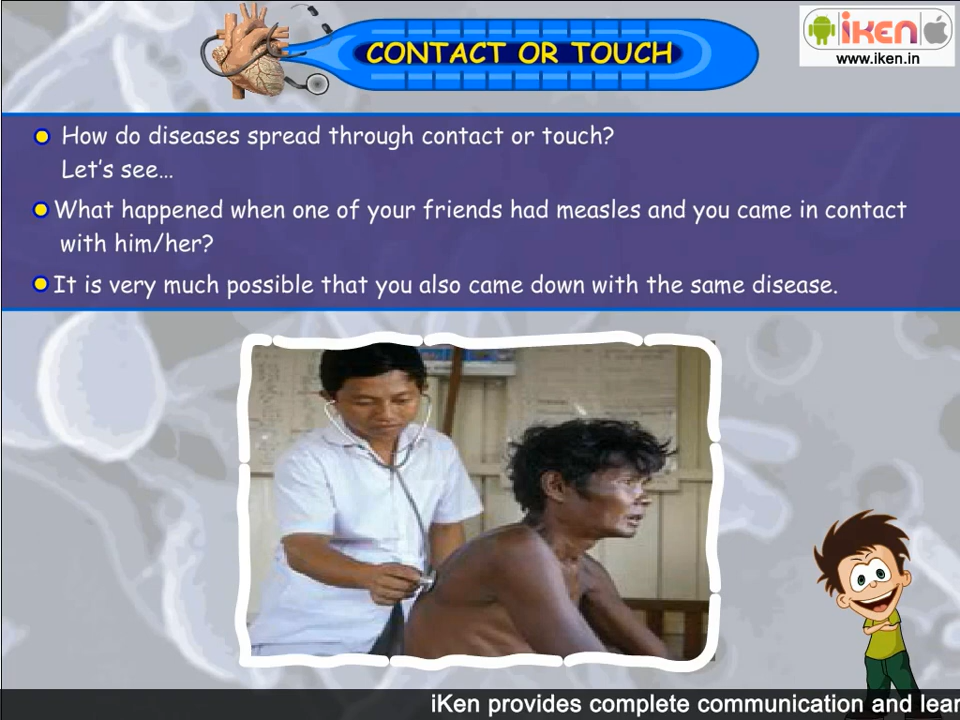 CONTACT OR TOUCH
iKEN
www.iken.in
How do diseases spread through contact or touch?
Let's see...
What happened when one of your friends had measles and you came in contact
with him/her?
It is very much possible that you also came down with the same disease.
iKen provides complete communication and lear